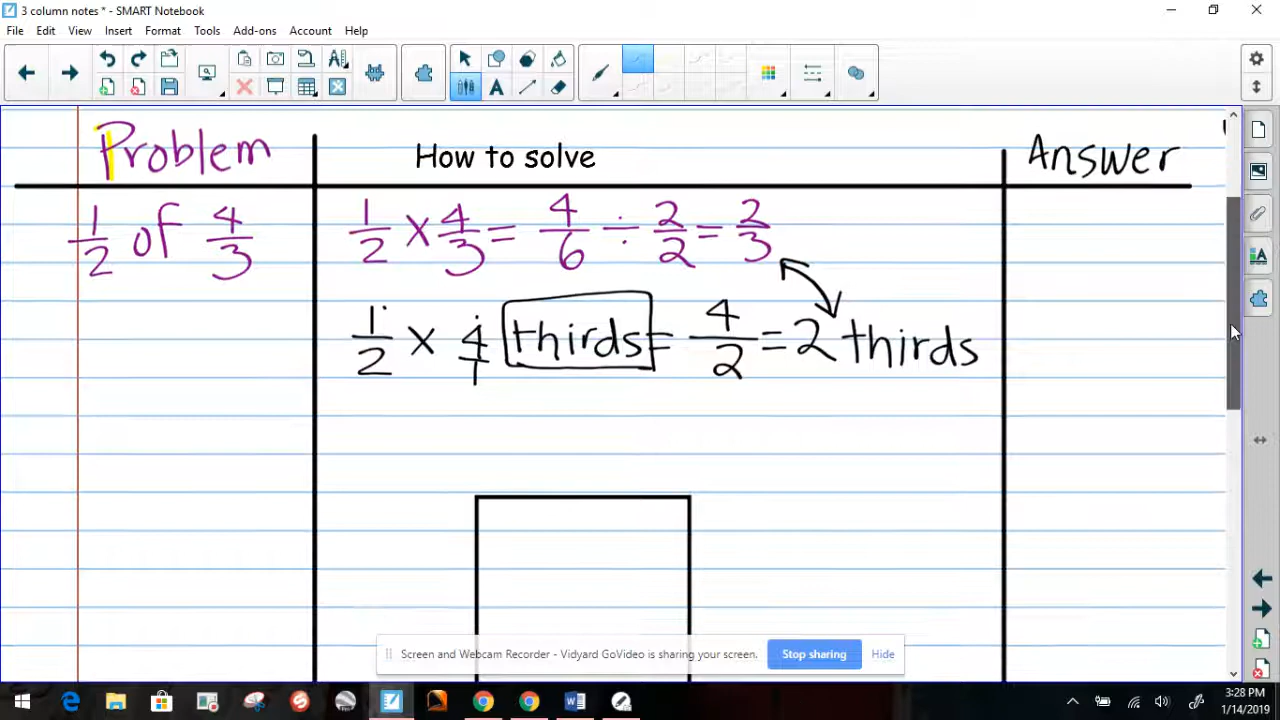 3 column notes * - SMART Notebook
File Edit View Insert Format Tools Add-ons Account Help
Problem How to solve Answer
1/2 of 4/3 1/2 × 4/3 = 4/6 ÷ 2/2 = 2/3
1/2 × 4/1 thirds = 4/2 = 2 thirds
Screen and Webcam Recorder - Vidyard GoVideo is sharing your screen. Stop sharing Hide
3:28 PM
1/14/2019